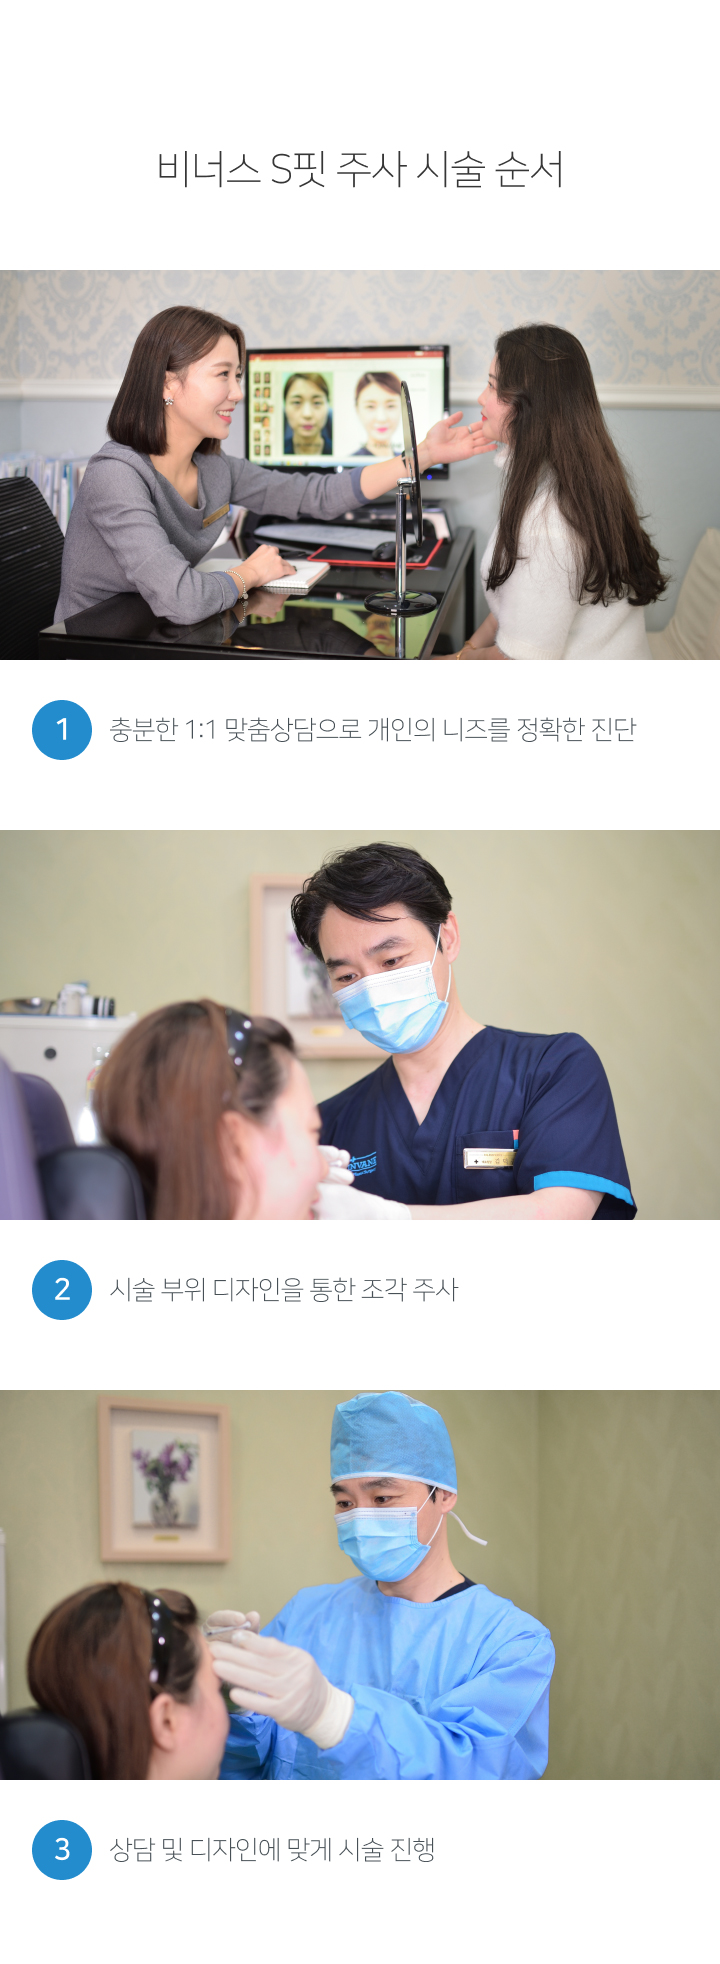 비너스 S핏 주사 시술 순서
1 충분한 1:1 맞춤상담으로 개인의 니즈를 정확한 진단
2 시술 부위 디자인을 통한 조각 주사
3 상담 및 디자인에 맞게 시술 진행